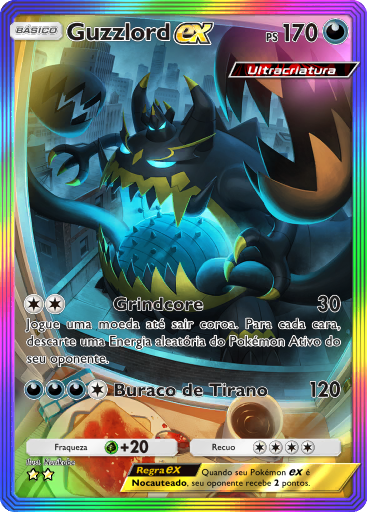 BÁSICO Guzzlord ex PS 170
Ultracriatura
Grindcore 30
Jogue uma moeda até sair coroa. Para cada cara,
descarte uma Energia aleatória do Pokémon Ativo do
seu oponente.
Buraco de Tirano 120
Fraqueza +20 Recuo
Regra ex Quando seu Pokémon ex é
Nocauteado, seu oponente recebe 2 pontos.